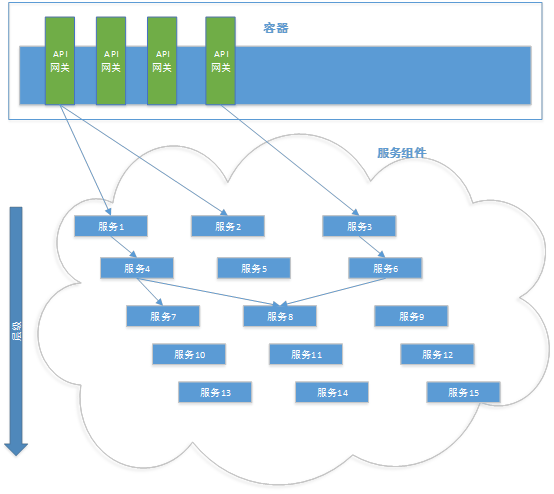 容器
API
网关
API
网关
API
网关
API
网关
服务组件
层级
服务1
服务2
服务3
服务4
服务5
服务6
服务7
服务8
服务9
服务10
服务11
服务12
服务13
服务14
服务15